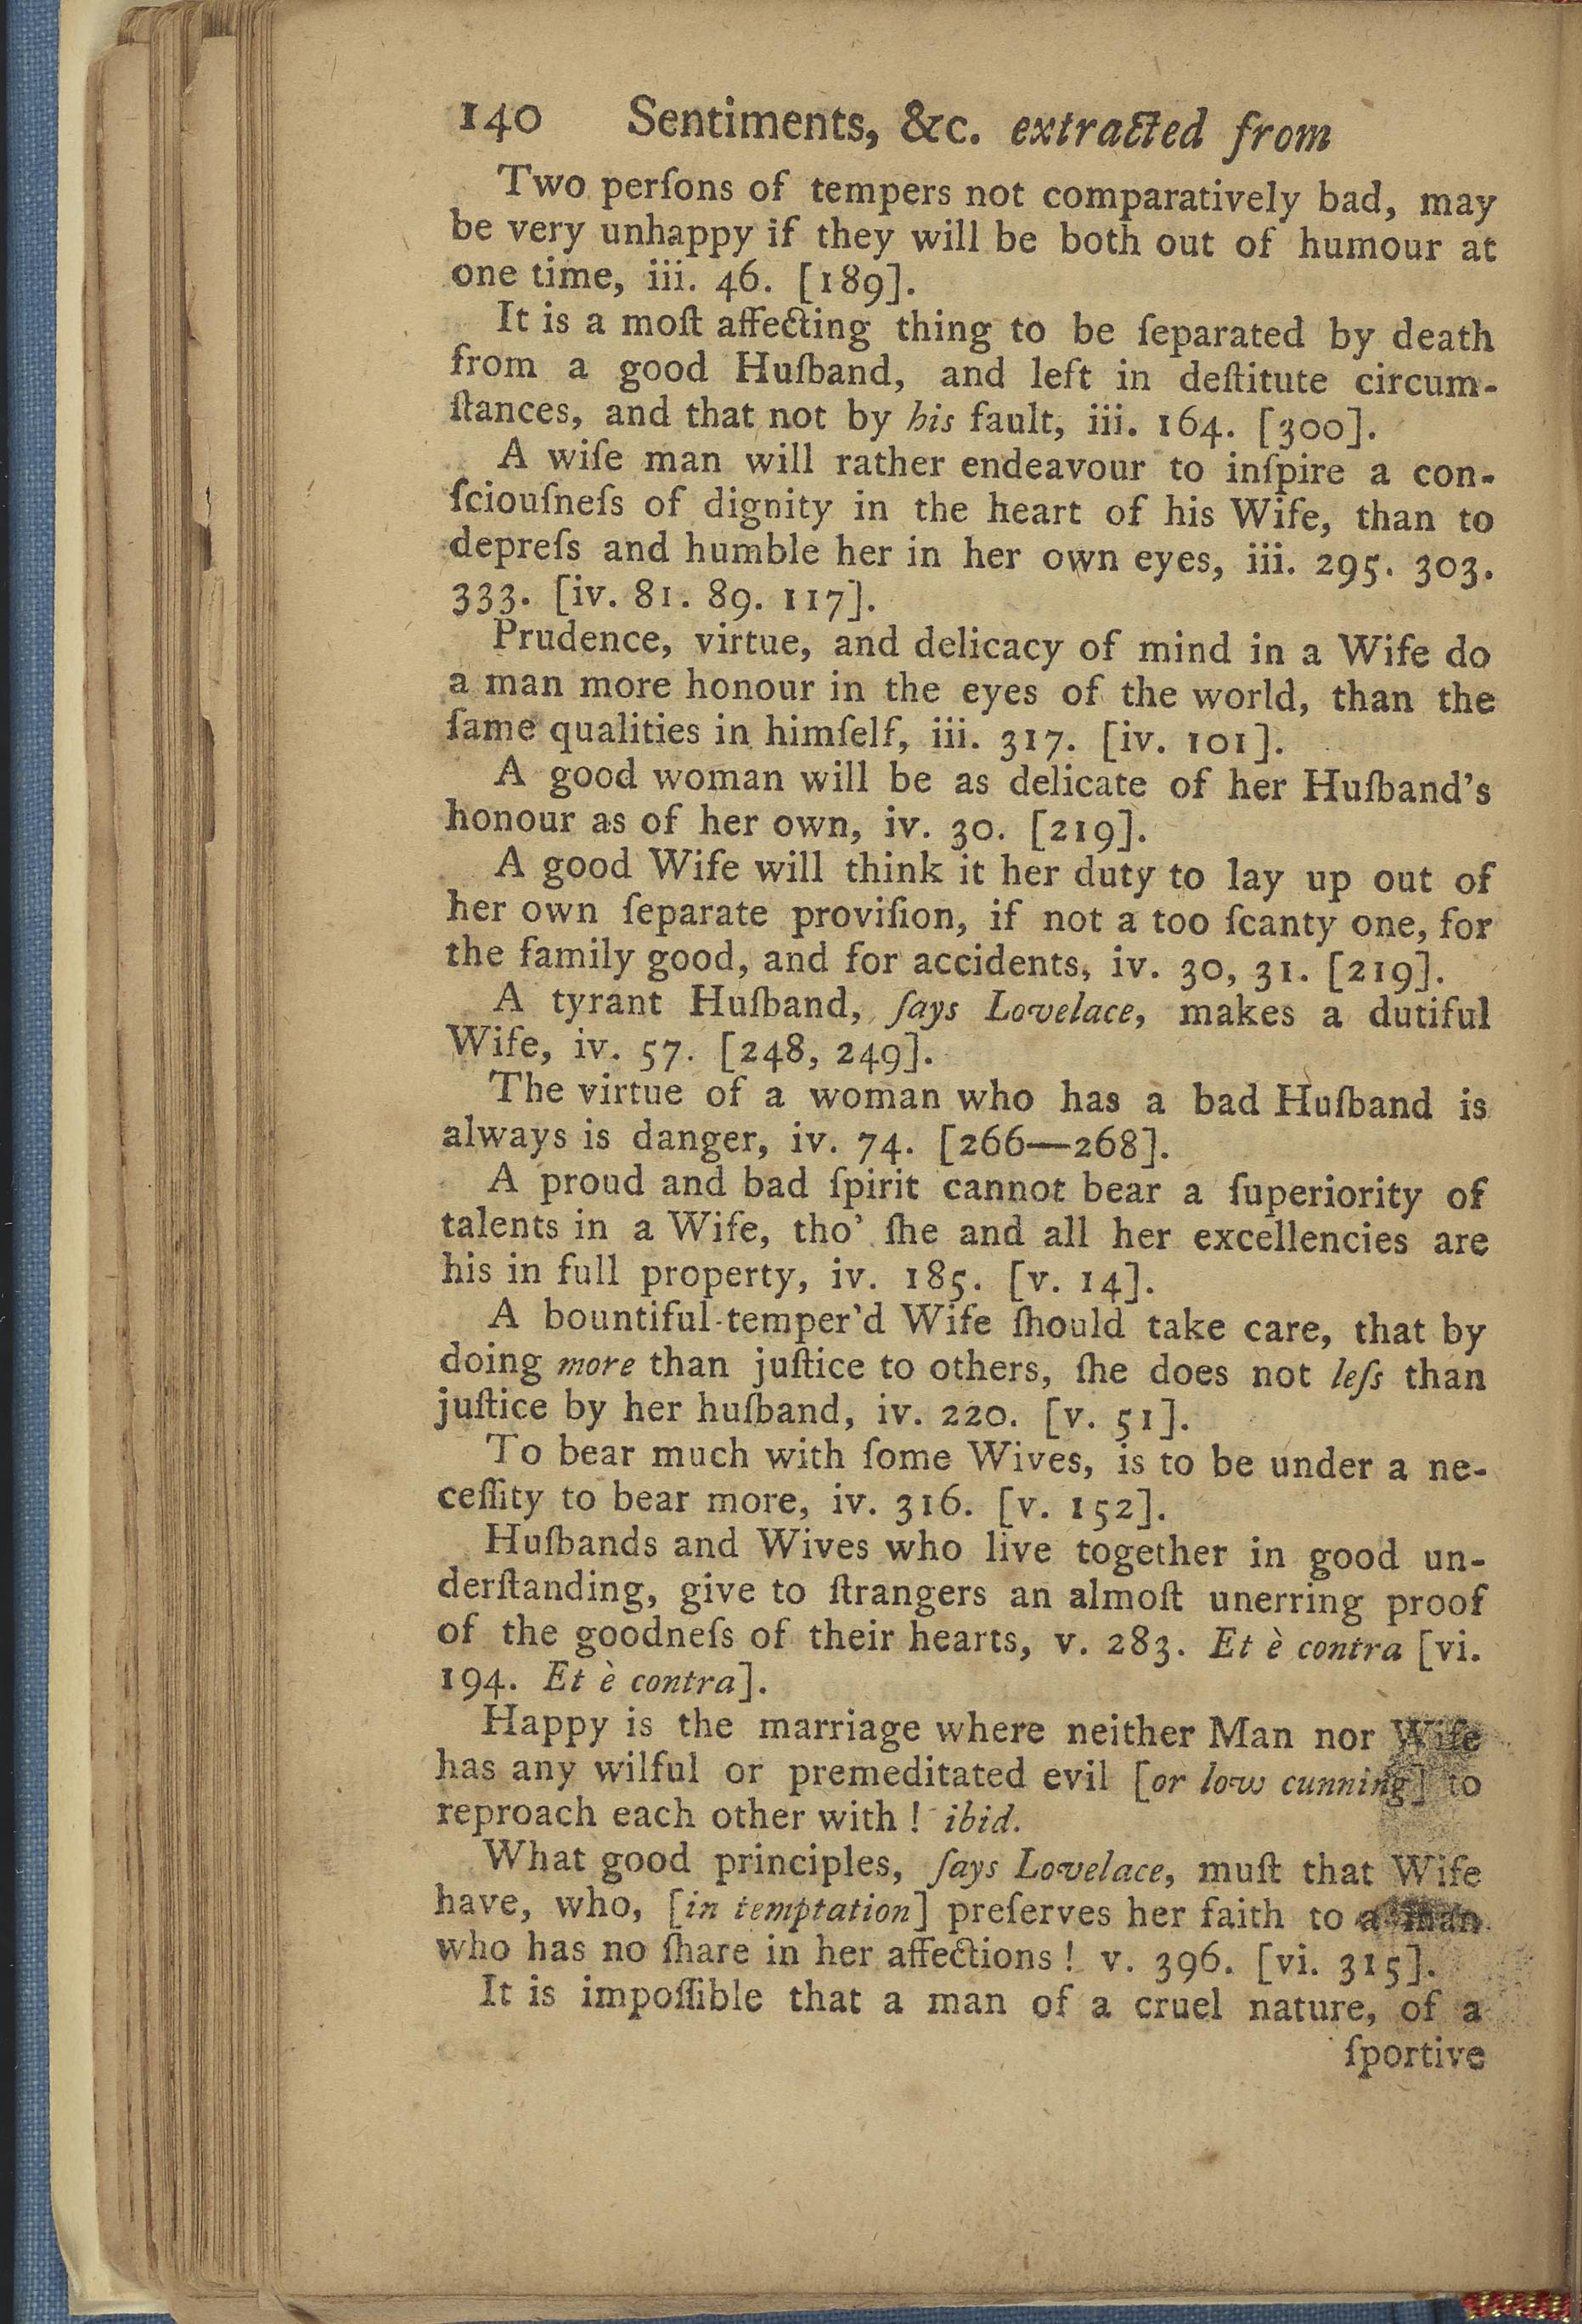 140 Sentiments, &c. extracted from
Two perſons of tempers not comparatively bad, may
be very unhappy if they will be both out of humour at
one time, iii. 46. [189].
It is a moſt affecting thing to be ſeparated by death
from a good Huſband, and left in deſtitute circum-
ſtances, and that not by his fault, iii. 164. [300].
A wiſe man will rather endeavour to inſpire a con-
ſciouſneſs of dignity in the heart of his Wife, than to
depreſs and humble her in her own eyes, iii. 295. 303.
333. [iv. 81. 89. 117].
Prudence, virtue, and delicacy of mind in a Wife do
a man more honour in the eyes of the world, than the
ſame qualities in himſelf, iii. 317. [iv. 101].
A good woman will be as delicate of her Huſband's
honour as of her own, iv. 30. [219].
A good Wife will think it her duty to lay up out of
her own ſeparate proviſion, if not a too ſcanty one, for
the family good, and for accidents, iv. 30, 31. [219].
A tyrant Huſband, ſays Lovelace, makes a dutiful
Wife, iv. 57. [248, 249].
The virtue of a woman who has a bad Huſband is
always is danger, iv. 74. [266—268].
A proud and bad ſpirit cannot bear a ſuperiority of
talents in a Wife, tho' ſhe and all her excellencies are
his in full property, iv. 185. [v. 14].
A bountiful-temper'd Wife ſhould take care, that by
doing more than juſtice to others, ſhe does not leſs than
juſtice by her huſband, iv. 220. [v. 51].
To bear much with ſome Wives, is to be under a ne-
ceſſity to bear more, iv. 316. [v. 152].
Huſbands and Wives who live together in good un-
derſtanding, give to ſtrangers an almoſt unerring proof
of the goodneſs of their hearts, v. 283. Et è contra [vi.
194. Et è contra].
Happy is the marriage where neither Man nor Wife
has any wilful or premeditated evil [or low cunning] to
reproach each other with! ibid.
What good principles, ſays Lovelace, muſt that Wife
have, who, [in temptation] preſerves her faith to a man
who has no ſhare in her affections! v. 396. [vi. 315].
It is impoſſible that a man of a cruel nature, of a
ſportive